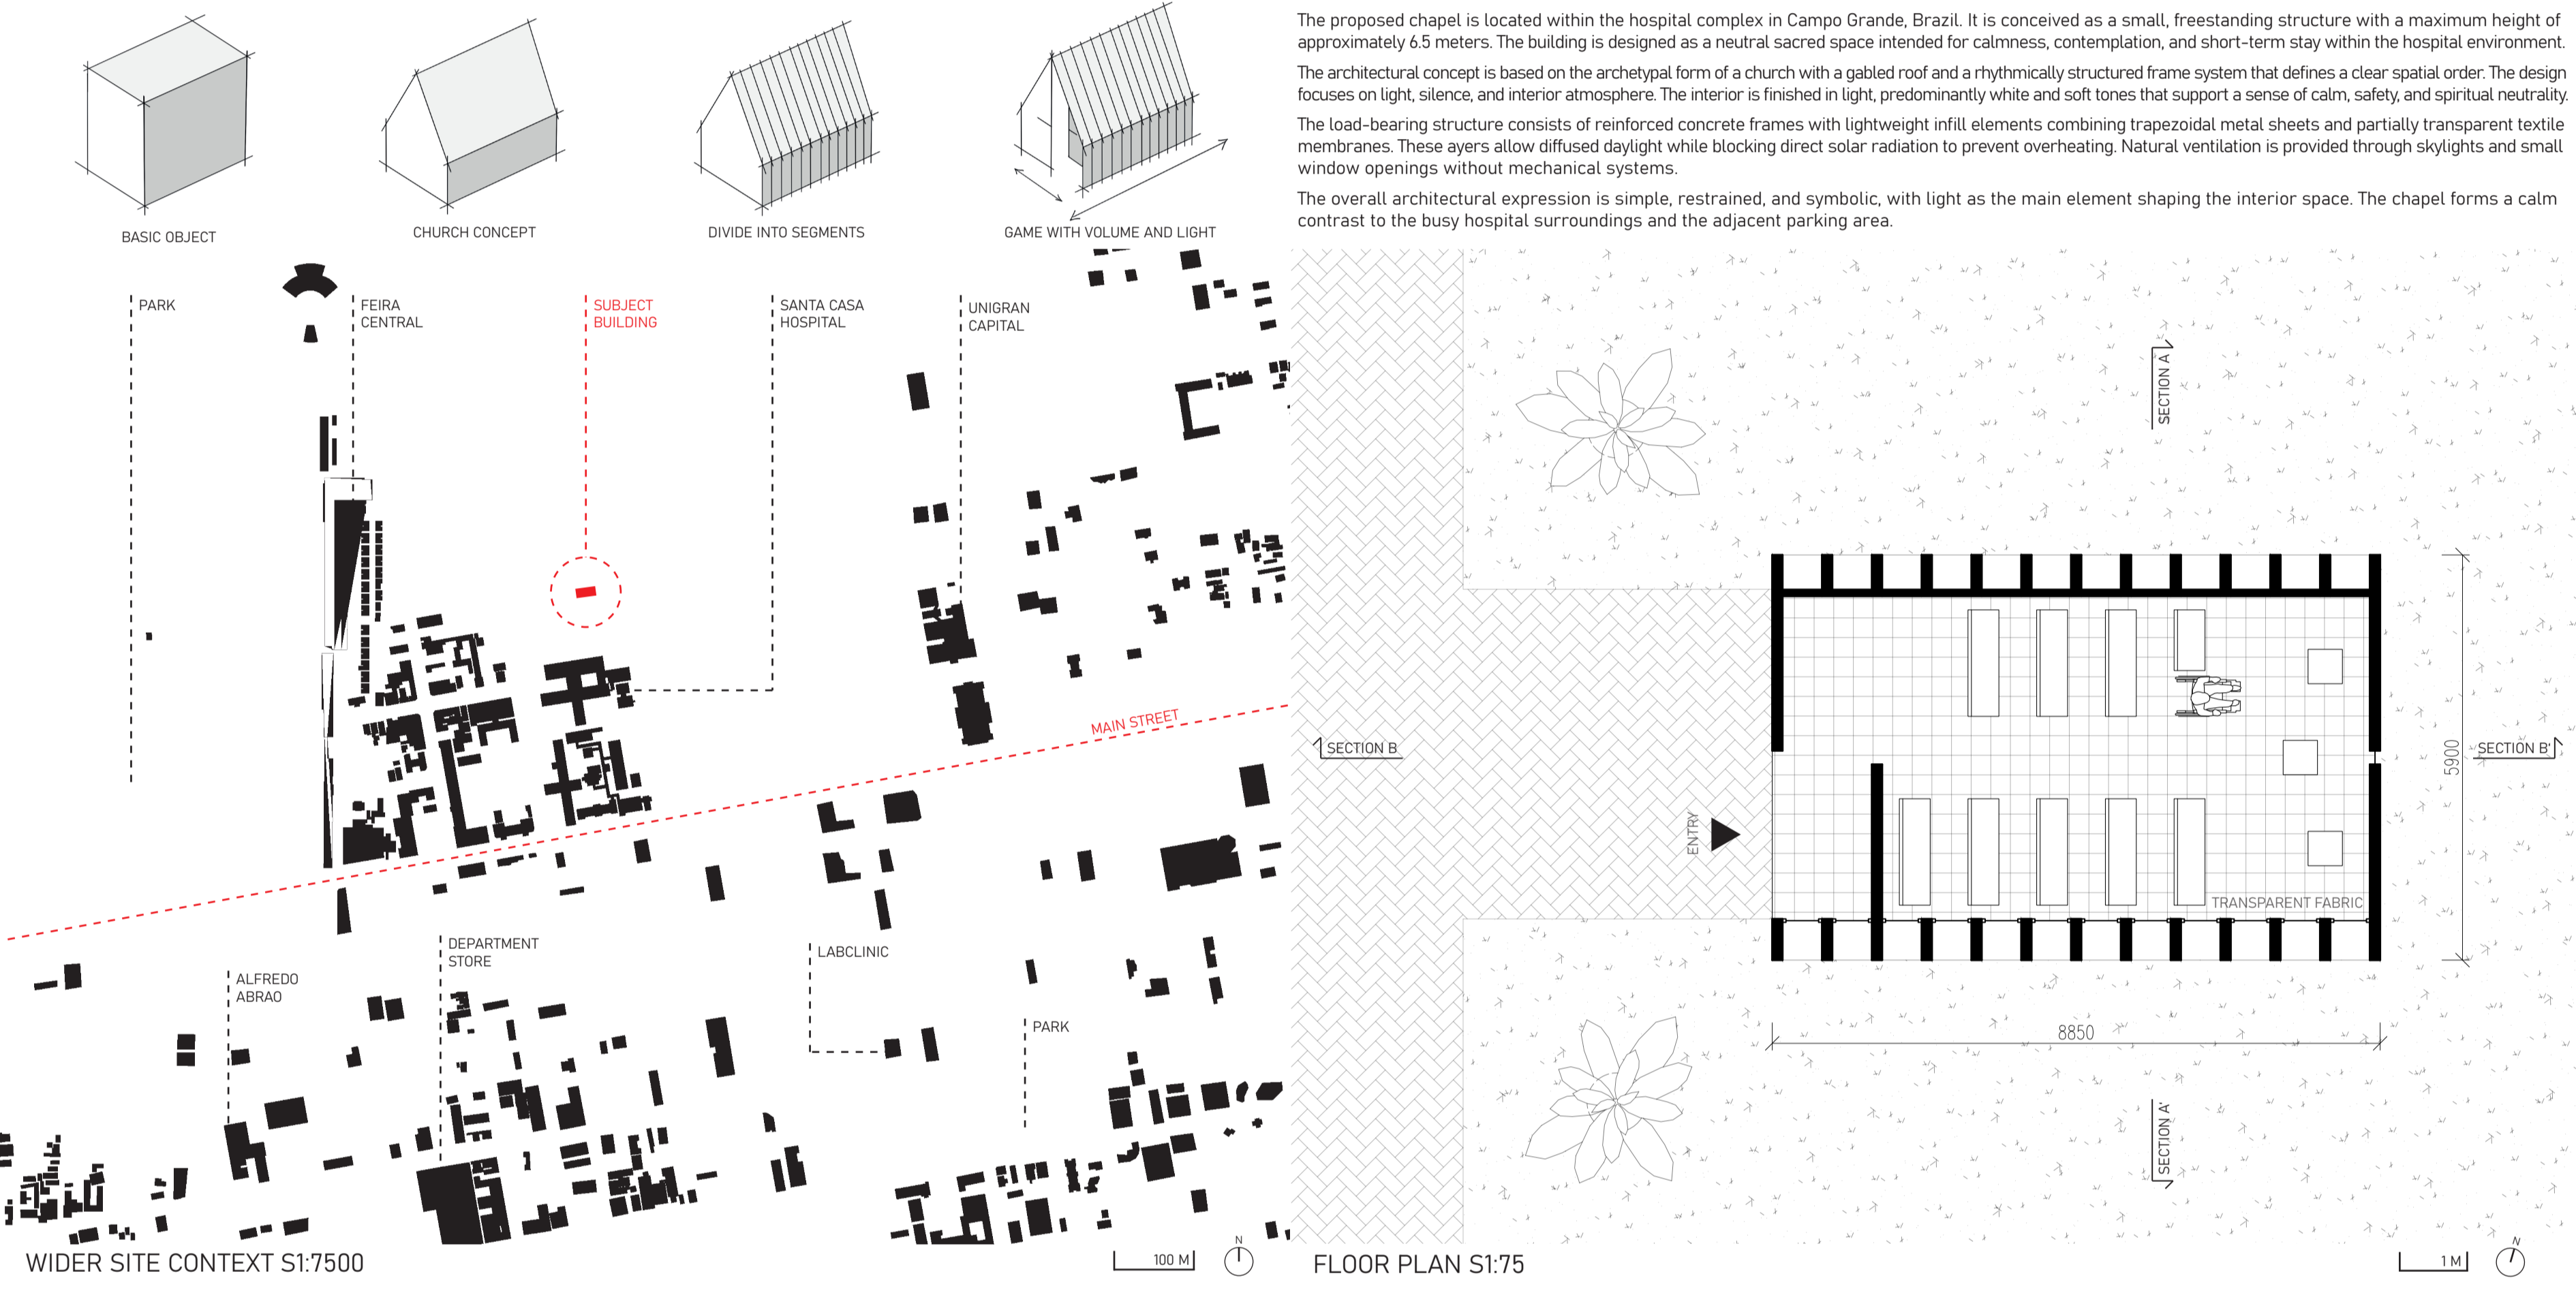 BASIC OBJECT
CHURCH CONCEPT
DIVIDE INTO SEGMENTS
GAME WITH VOLUME AND LIGHT
The proposed chapel is located within the hospital complex in Campo Grande, Brazil. It is conceived as a small, freestanding structure with a maximum height of
approximately 6.5 meters. The building is designed as a neutral sacred space intended for calmness, contemplation, and short-term stay within the hospital environment.
The architectural concept is based on the archetypal form of a church with a gabled roof and a rhythmically structured frame system that defines a clear spatial order. The design
focuses on light, silence, and interior atmosphere. The interior is finished in light, predominantly white and soft tones that support a sense of calm, safety, and spiritual neutrality.
The load-bearing structure consists of reinforced concrete frames with lightweight infill elements combining trapezoidal metal sheets and partially transparent textile
membranes. These ayers allow diffused daylight while blocking direct solar radiation to prevent overheating. Natural ventilation is provided through skylights and small
window openings without mechanical systems.
The overall architectural expression is simple, restrained, and symbolic, with light as the main element shaping the interior space. The chapel forms a calm
contrast to the busy hospital surroundings and the adjacent parking area.
PARK
FEIRA
CENTRAL
SUBJECT
BUILDING
SANTA CASA
HOSPITAL
UNIGRAN
CAPITAL
MAIN STREET
ALFREDO
ABRAO
DEPARTMENT
STORE
LABCLINIC
PARK
WIDER SITE CONTEXT S1:7500
100 M
N
SECTION A
SECTION B
SECTION B'
5900
ENTRY
TRANSPARENT FABRIC
8850
SECTION A'
FLOOR PLAN S1:75
1 M
N